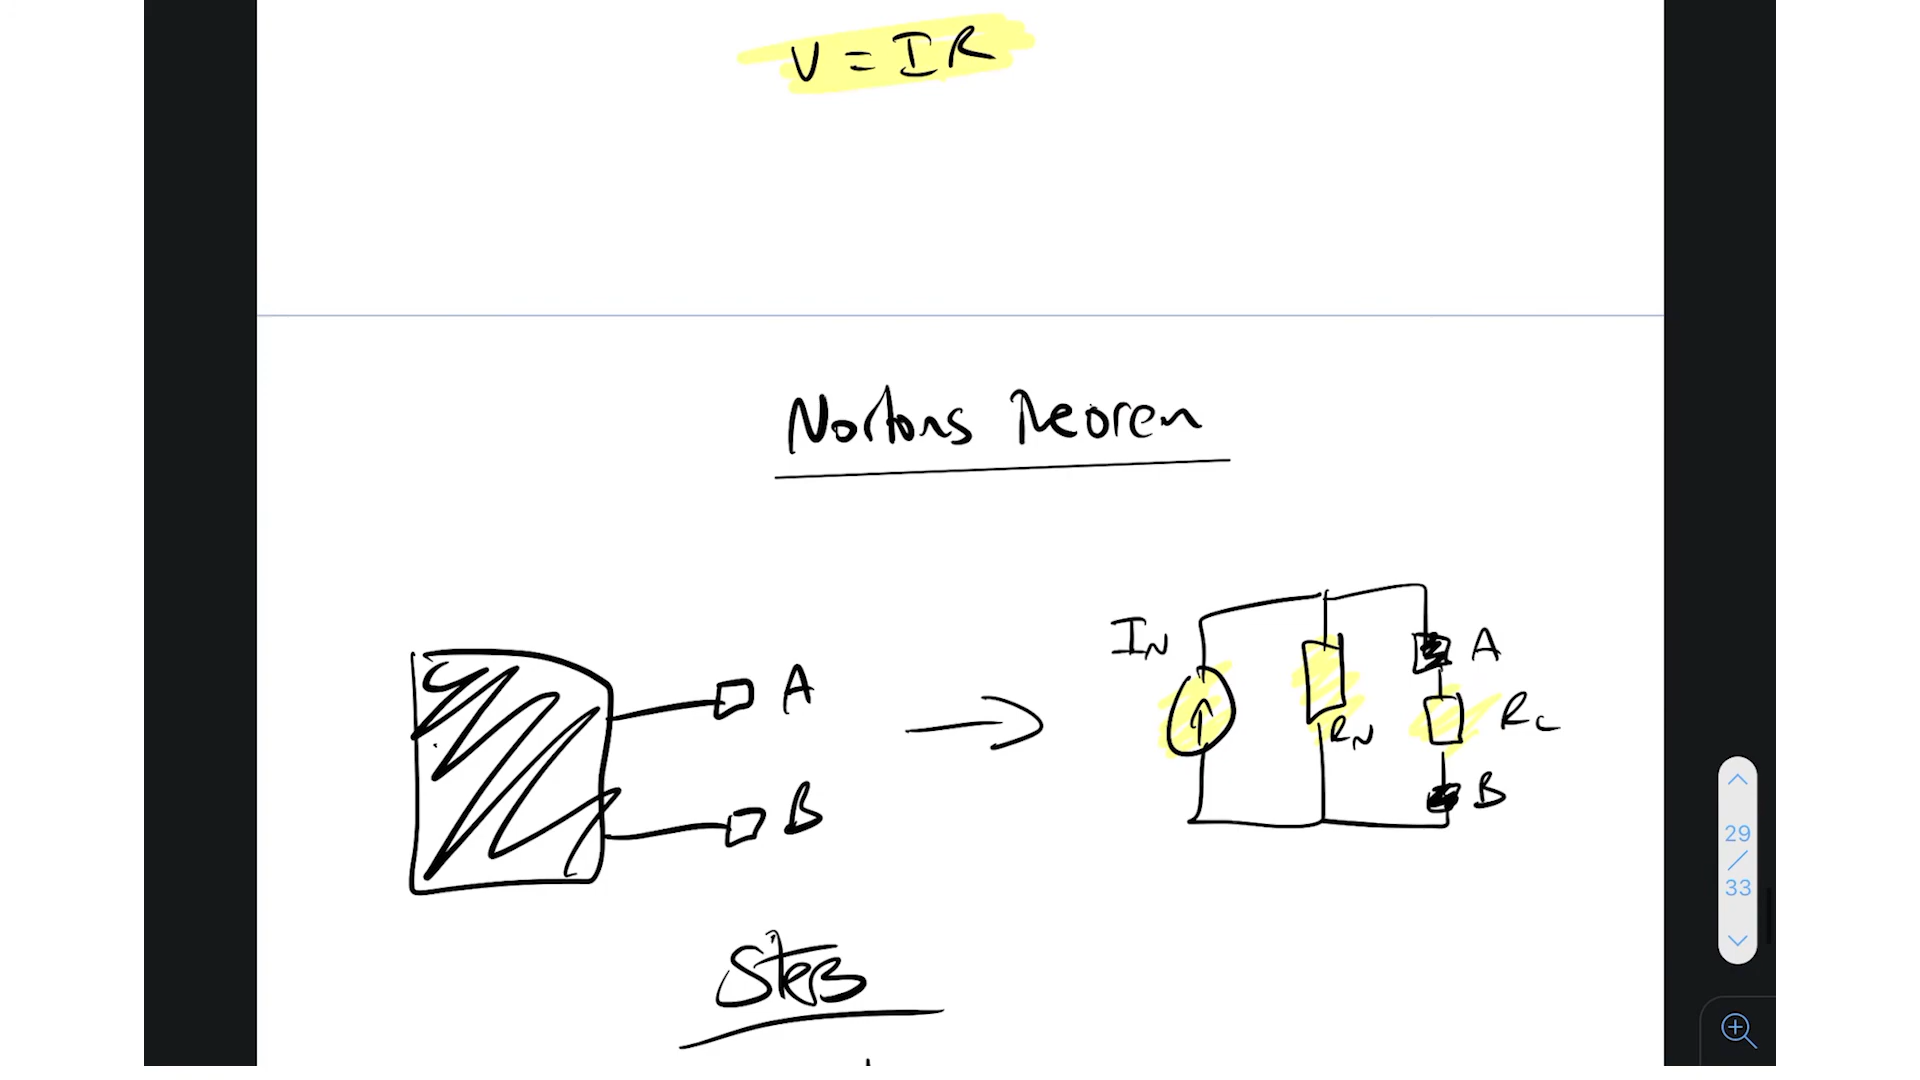 V = IR
Nortons Theorem
IN
A
RN
RL
B
A
B
Steps
29
/
33